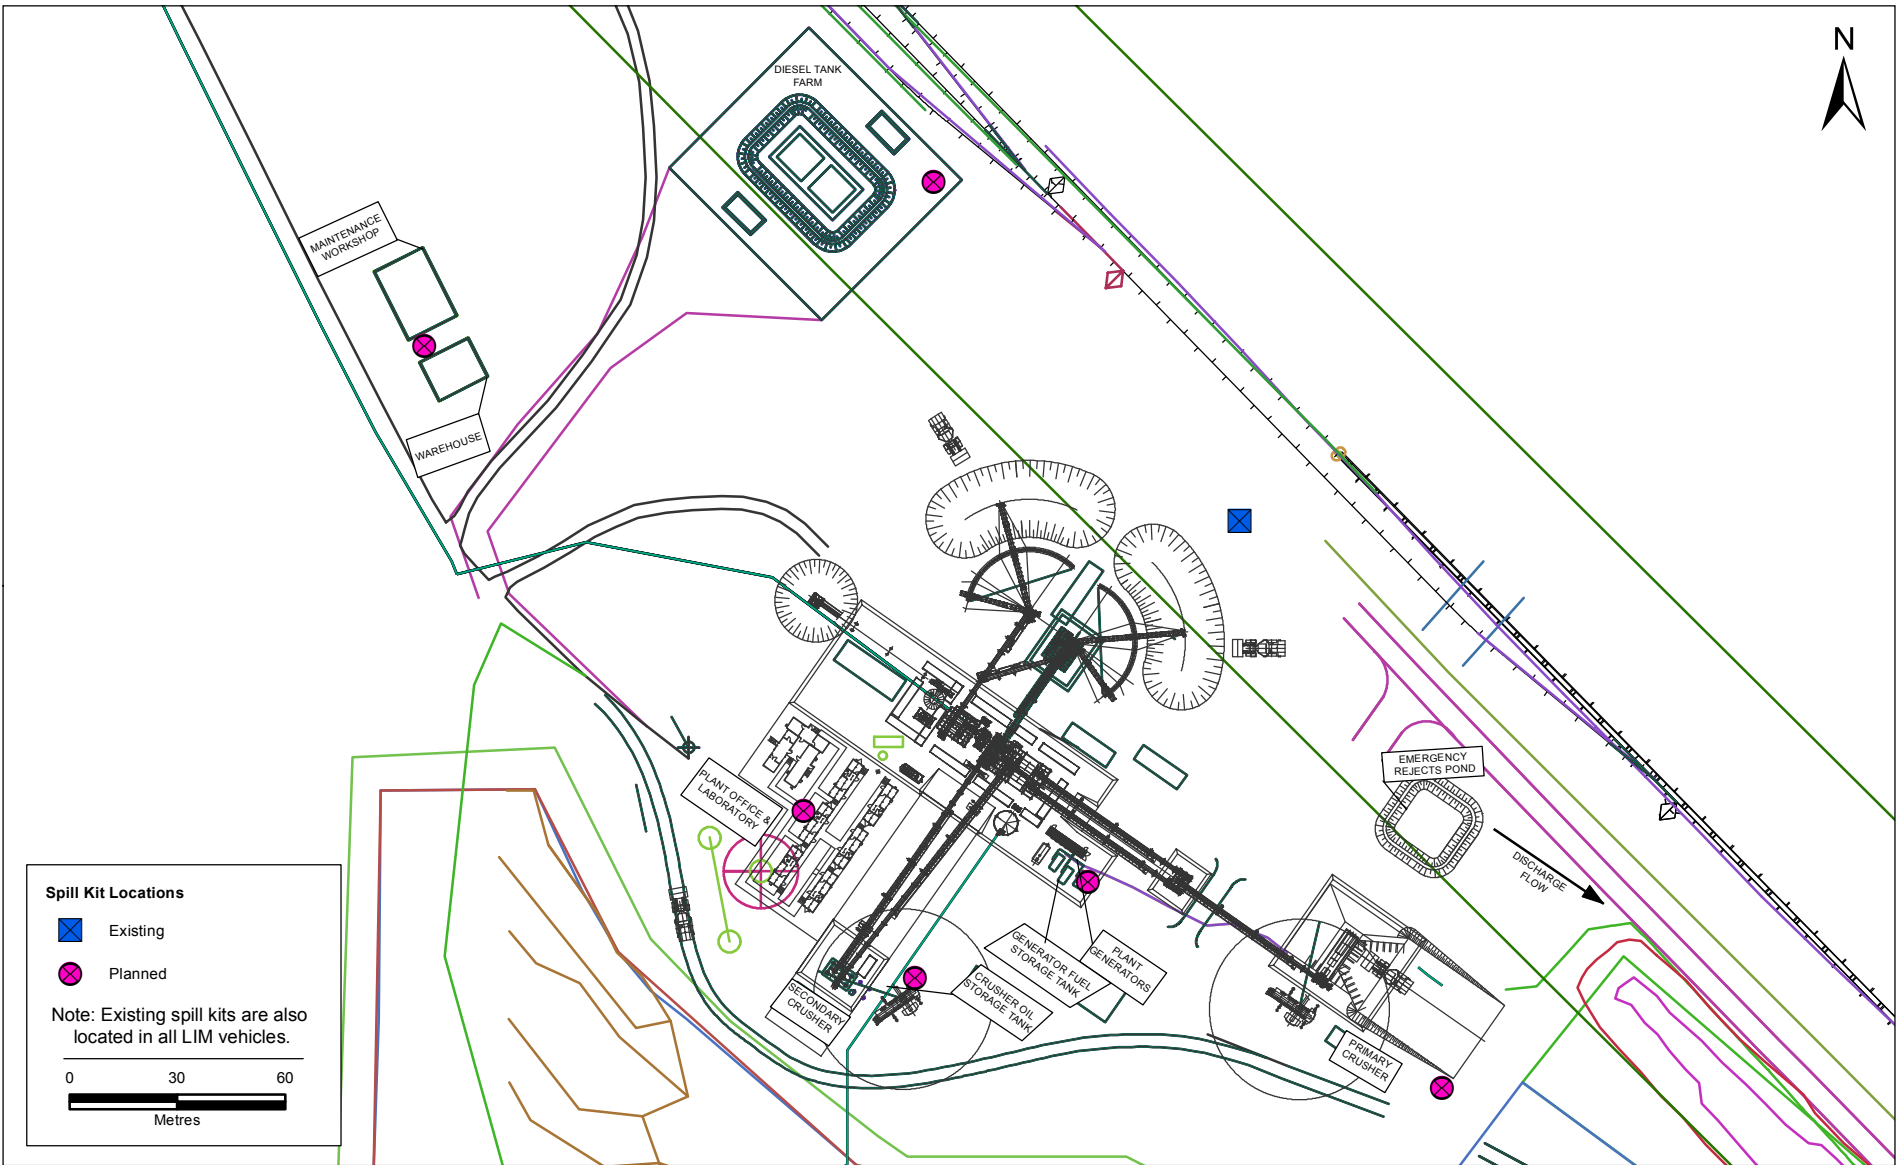 N
DIESEL TANK
FARM
MAINTENANCE
WORKSHOP
WAREHOUSE
EMERGENCY
REJECTS POND
PLANT OFFICE &
LABORATORY
DISCHARGE
FLOW
GENERATOR FUEL
STORAGE TANK
PLANT
GENERATORS
CRUSHER OIL
STORAGE TANK
SECONDARY
CRUSHER
PRIMARY
CRUSHER
Spill Kit Locations
Existing
Planned
Note: Existing spill kits are also
located in all LIM vehicles.
0 30 60
Metres